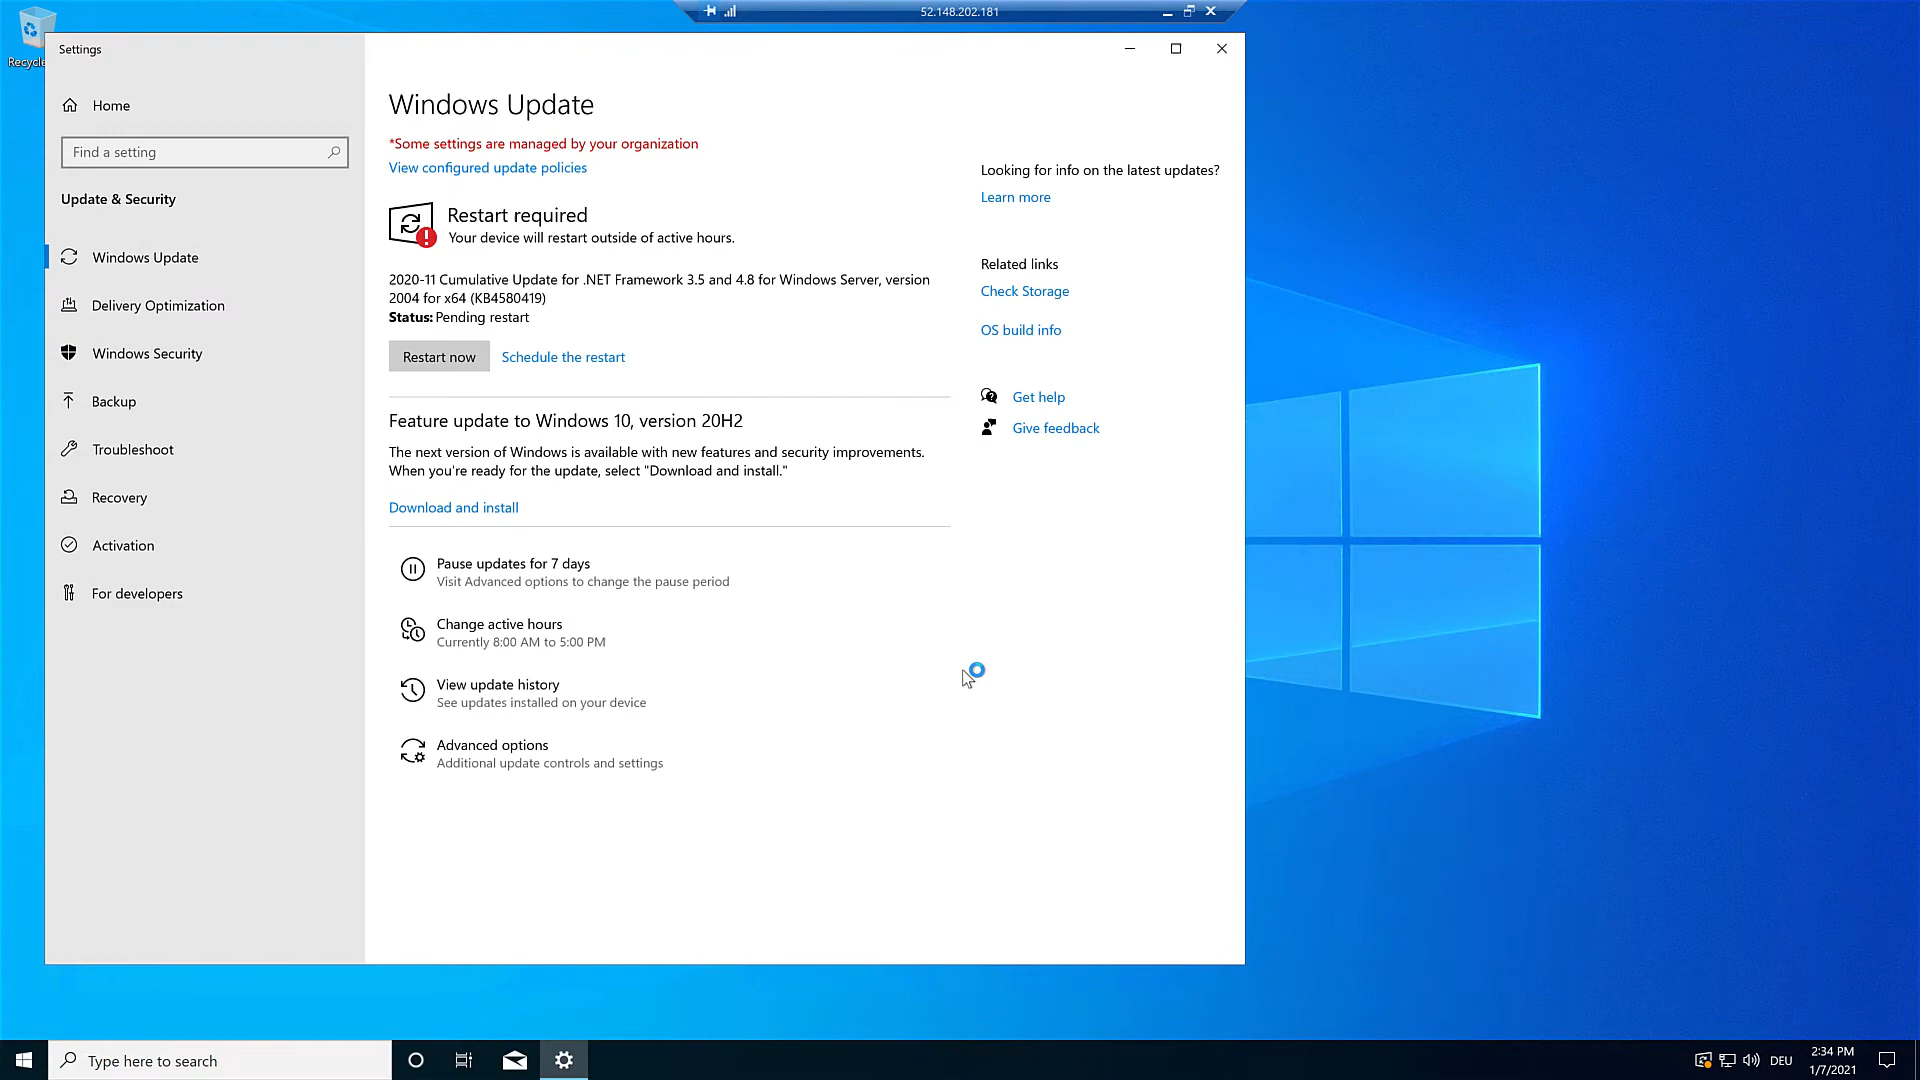 52.148.202.181
Recycle
Settings
Home
Find a setting
Update & Security
Windows Update
Delivery Optimization
Windows Security
Backup
Troubleshoot
Recovery
Activation
For developers
Windows Update
*Some settings are managed by your organization
View configured update policies
Restart required
Your device will restart outside of active hours.
2020-11 Cumulative Update for .NET Framework 3.5 and 4.8 for Windows Server, version
2004 for x64 (KB4580419)
Status: Pending restart
Restart now
Schedule the restart
Feature update to Windows 10, version 20H2
The next version of Windows is available with new features and security improvements.
When you're ready for the update, select "Download and install."
Download and install
Pause updates for 7 days
Visit Advanced options to change the pause period
Change active hours
Currently 8:00 AM to 5:00 PM
View update history
See updates installed on your device
Advanced options
Additional update controls and settings
Looking for info on the latest updates?
Learn more
Related links
Check Storage
OS build info
Get help
Give feedback
Type here to search
DEU
2:34 PM
1/7/2021